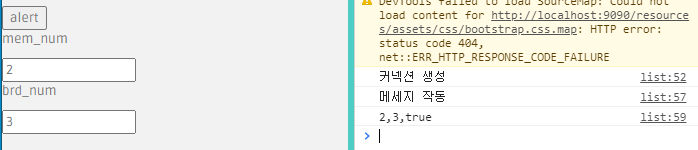 alert
mem_num
2
brd_num
3
DevTools failed to load SourceMap: Could not
load content for http://localhost:9090/resource
s/assets/css/bootstrap.css.map: HTTP error:
status code 404,
net::ERR_HTTP_RESPONSE_CODE_FAILURE
커넥션 생성 list:52
메세지 작동 list:57
2,3,true list:59